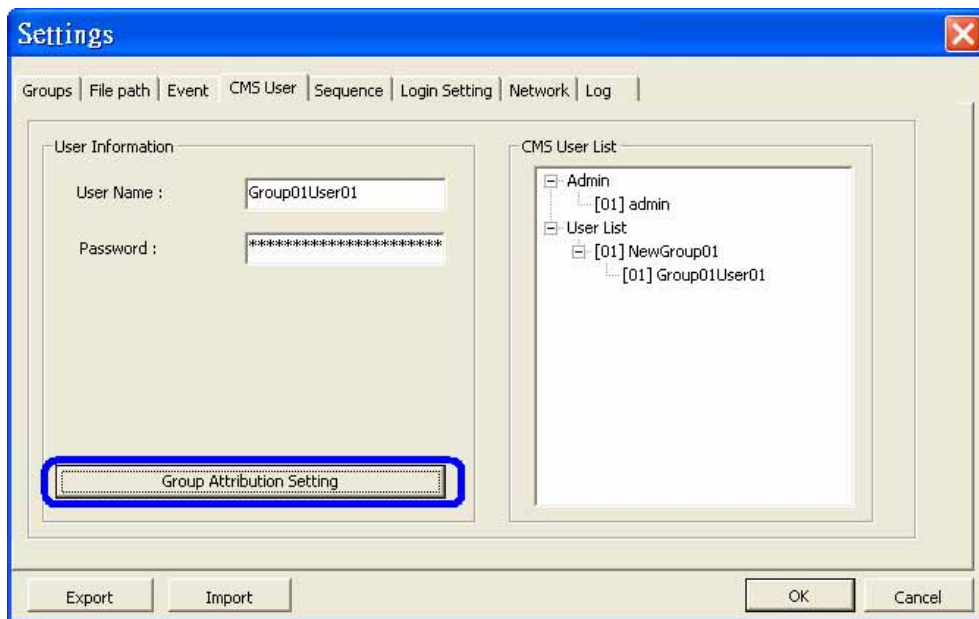 Settings
Groups File path Event CMS User Sequence Login Setting Network Log
User Information
User Name :
Group01User01
Password :
**********************
Group Attribution Setting
CMS User List
Admin
[01] admin
User List
[01] NewGroup01
[01] Group01User01
Export
Import
OK
Cancel